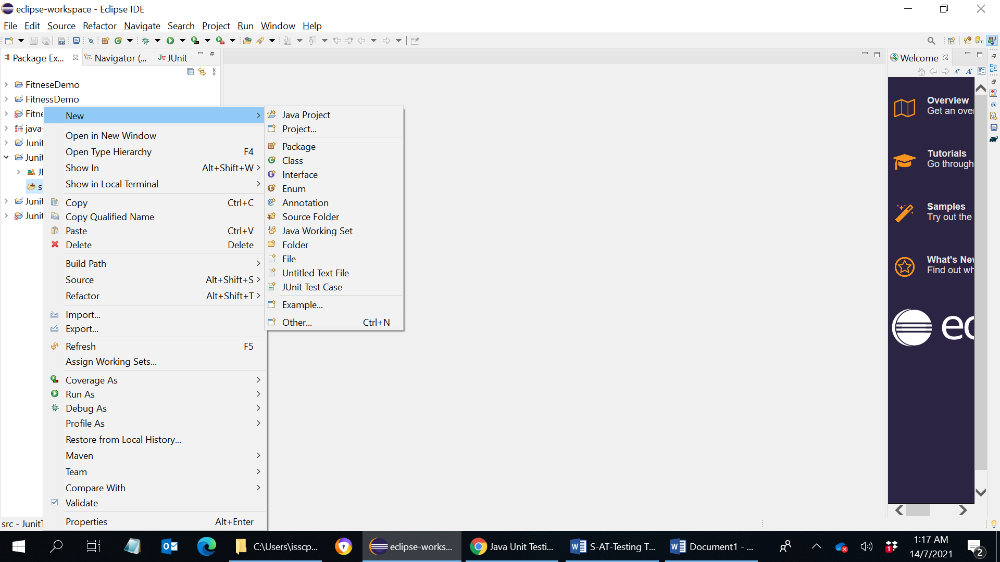 eclipse-workspace - Eclipse IDE
File Edit Source Refactor Navigate Search Project Run Window Help
Package Ex... Navigator (... JUnit
Welcome
FitneseDemo
FitnessDemo
Fitne
java-
Junit
Junit
s
Junit
Junit
New
Open in New Window
Open Type Hierarchy F4
Show In Alt+Shift+W
Show in Local Terminal
Copy Ctrl+C
Copy Qualified Name
Paste Ctrl+V
Delete Delete
Build Path
Source Alt+Shift+S
Refactor Alt+Shift+T
Import...
Export...
Refresh F5
Assign Working Sets...
Coverage As
Run As
Debug As
Profile As
Restore from Local History...
Maven
Team
Compare With
Validate
Properties Alt+Enter
Java Project
Project...
Package
Class
Interface
Enum
Annotation
Source Folder
Java Working Set
Folder
File
Untitled Text File
JUnit Test Case
Example...
Other... Ctrl+N
Overview
Get an over
Tutorials
Go through
Samples
Try out the
What's New
Find out wh
ec
src - JunitT
C:\Users\isscp...
eclipse-works...
Java Unit Testi...
S-AT-Testing T...
Document1 - ...
1:17 AM
14/7/2021
1
2